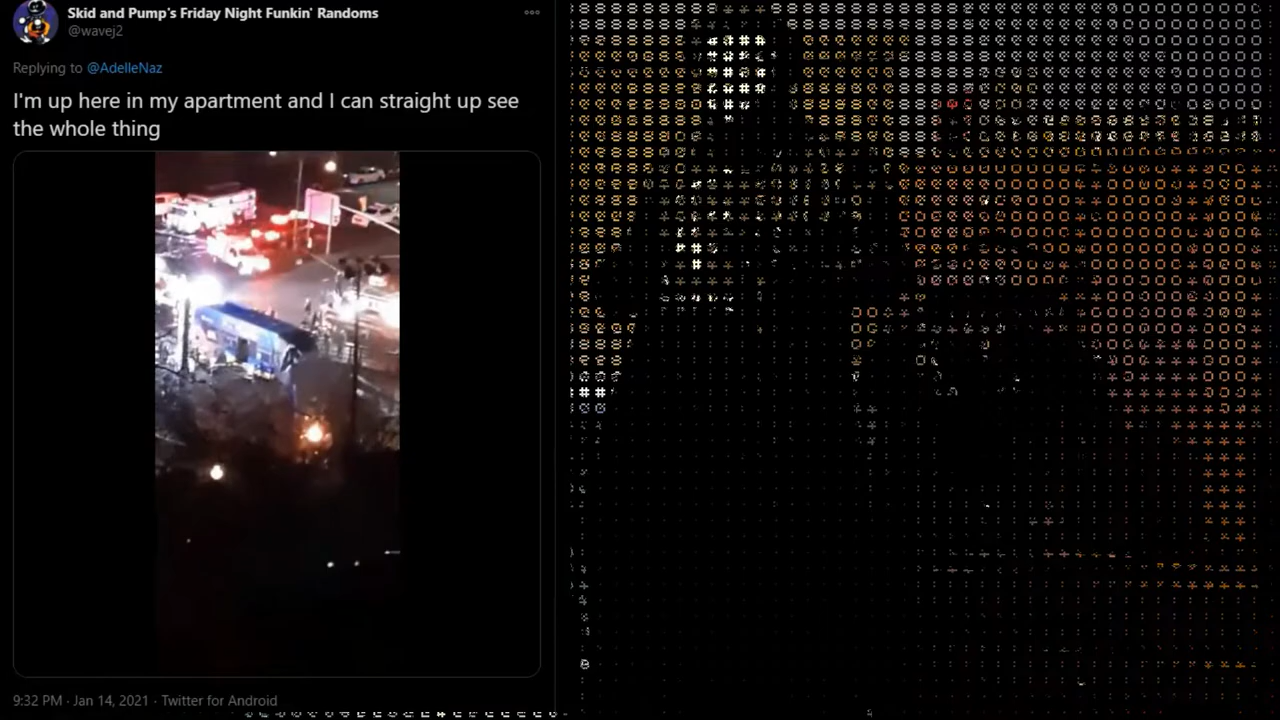 Skid and Pump's Friday Night Funkin' Randoms
@wavej2
Replying to @AdelleNaz
I'm up here in my apartment and I can straight up see
the whole thing
9:32 PM · Jan 14, 2021 · Twitter for Android